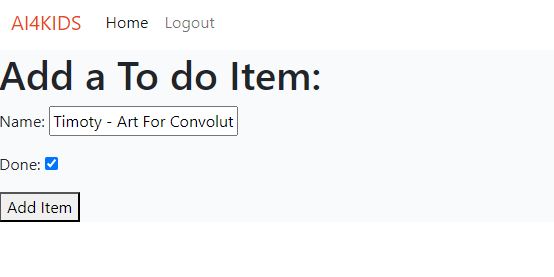 AI4KIDS Home Logout
Add a To do Item:
Name: Timoty - Art For Convolut
Done:
Add Item